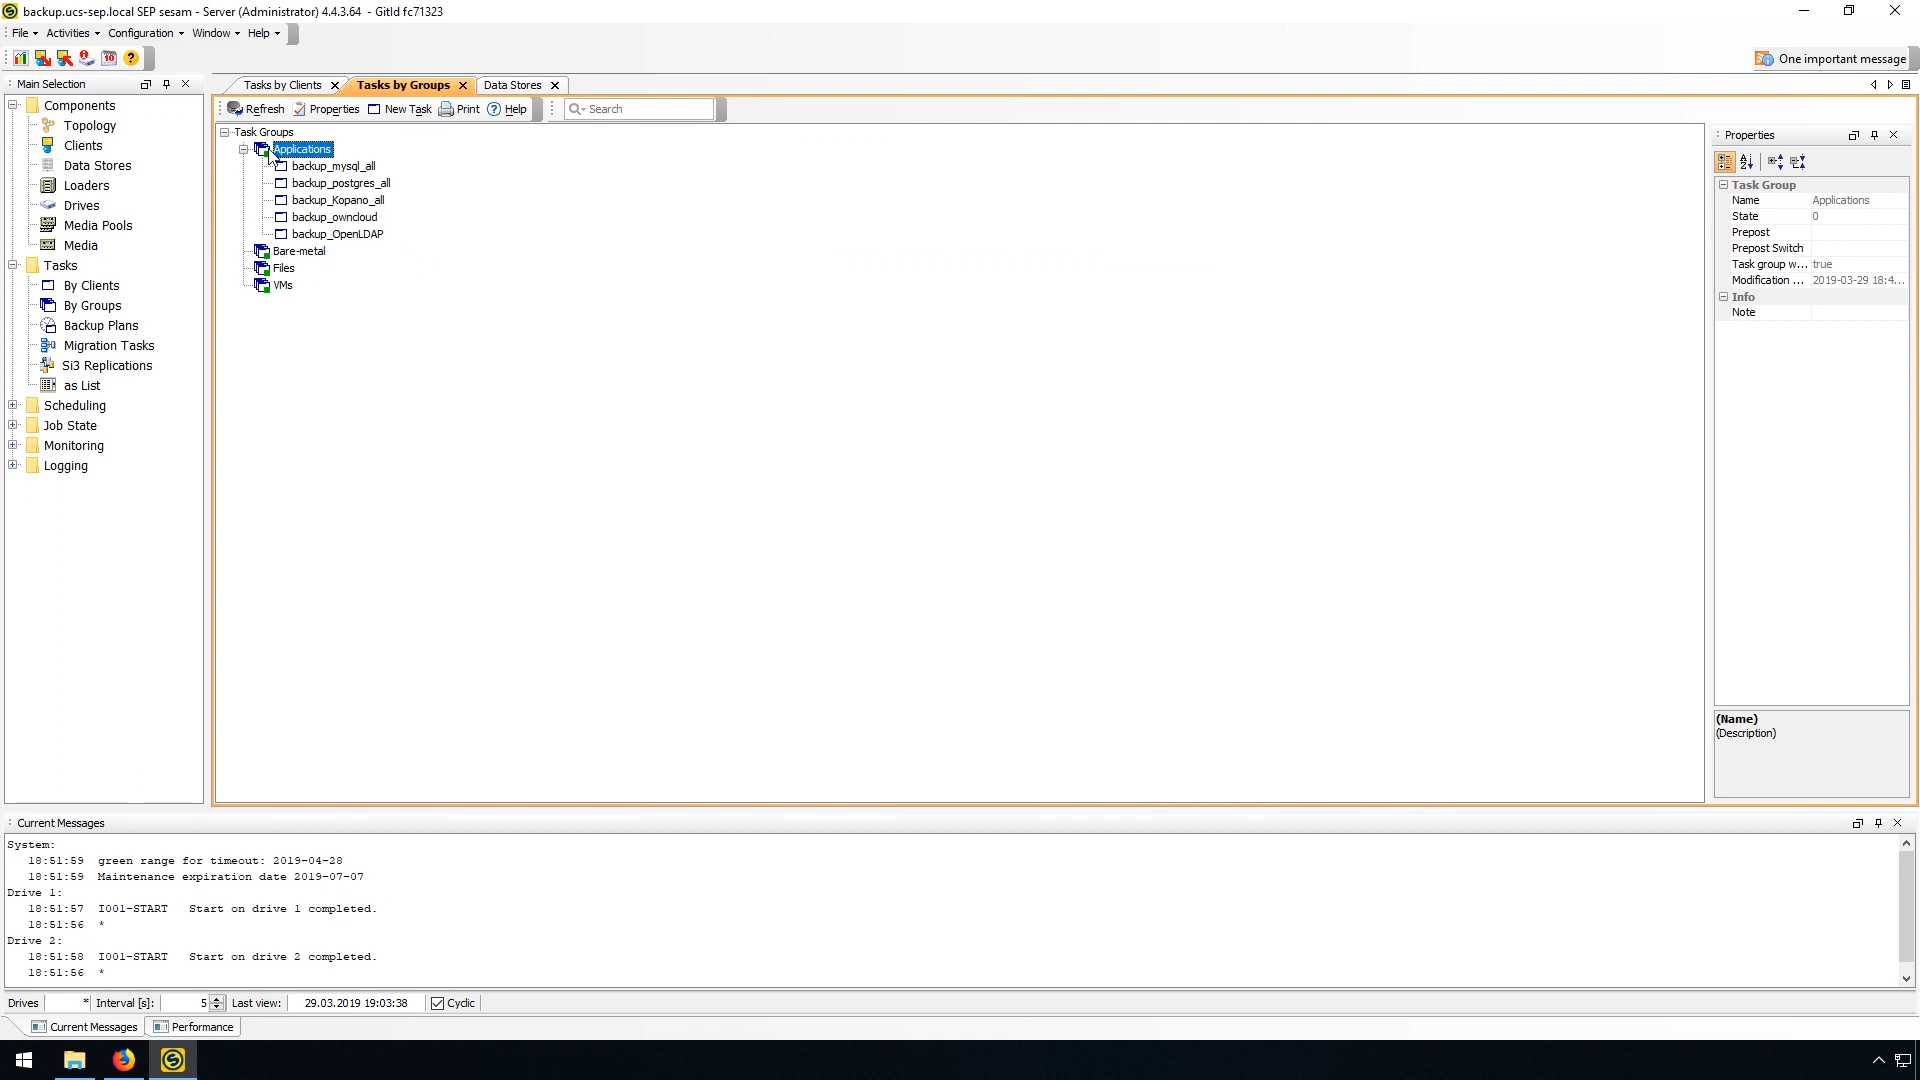 backup.ucs-sep.local SEP sesam - Server (Administrator) 4.4.3.64 - GitId fc71323
File Activities Configuration Window Help
10 ?
One important message
Main Selection
Components
Topology
Clients
Data Stores
Loaders
Drives
Media Pools
Media
Tasks
By Clients
By Groups
Backup Plans
Migration Tasks
Si3 Replications
as List
Scheduling
Job State
Monitoring
Logging
Tasks by Clients Tasks by Groups Data Stores
Refresh Properties New Task Print Help Search
Task Groups
Applications
backup_mysql_all
backup_postgres_all
backup_Kopano_all
backup_owncloud
backup_OpenLDAP
Bare-metal
Files
VMs
Properties
Task Group
Name Applications
State 0
Prepost
Prepost Switch
Task group w... true
Modification ... 2019-03-29 18:4...
Info
Note
(Name)
(Description)
Current Messages
System:
18:51:59 green range for timeout: 2019-04-28
18:51:59 Maintenance expiration date 2019-07-07
Drive 1:
18:51:57 I001-START Start on drive 1 completed.
18:51:56 *
Drive 2:
18:51:58 I001-START Start on drive 2 completed.
18:51:56 *
Drives * Interval [s]: 5 Last view: 29.03.2019 19:03:38 Cyclic
Current Messages Performance